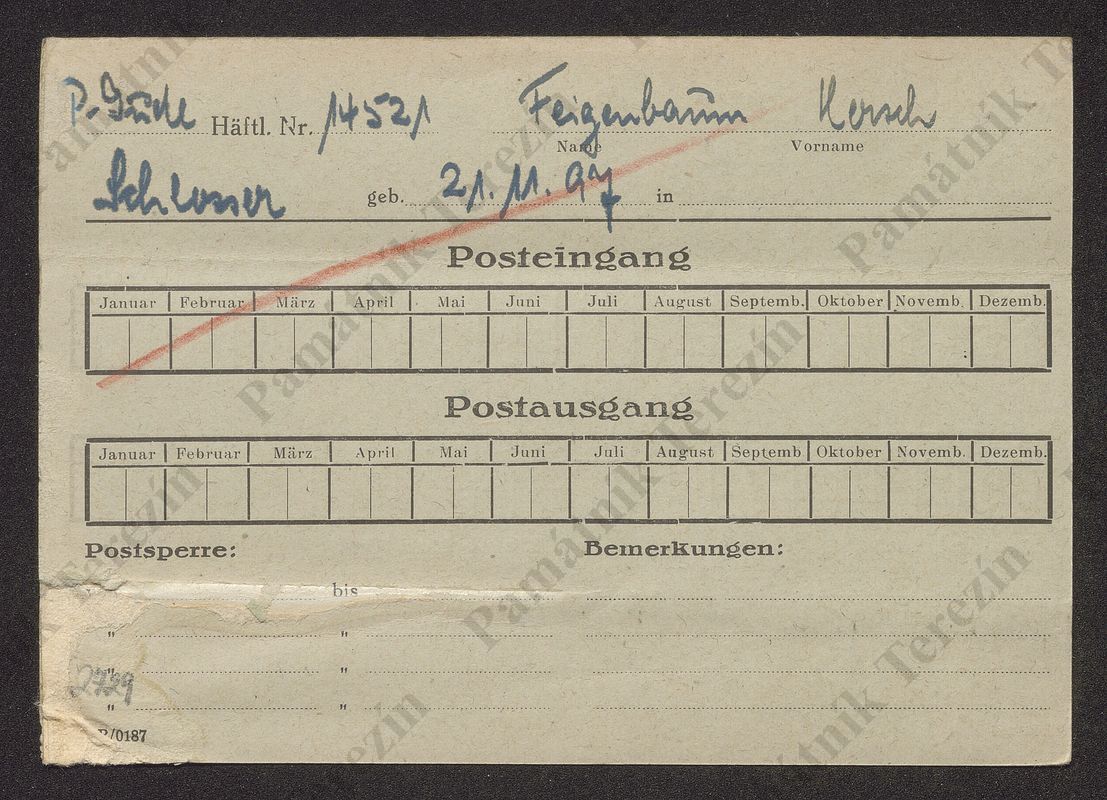 P-Jude Häftl. Nr. 14521 Feigenbaum Hersch
Name Vorname
Schlosser geb. 21. 11. 97 in
Posteingang
Januar Februar März April Mai Juni Juli August Septemb. Oktober Novemb. Dezemb.
Postausgang
Januar Februar März April Mai Juni Juli August Septemb Oktober Novemb. Dezemb.
Postsperre: Bemerkungen:
bis
" "
" "
2729
" "
P/0187
Památník Terezín